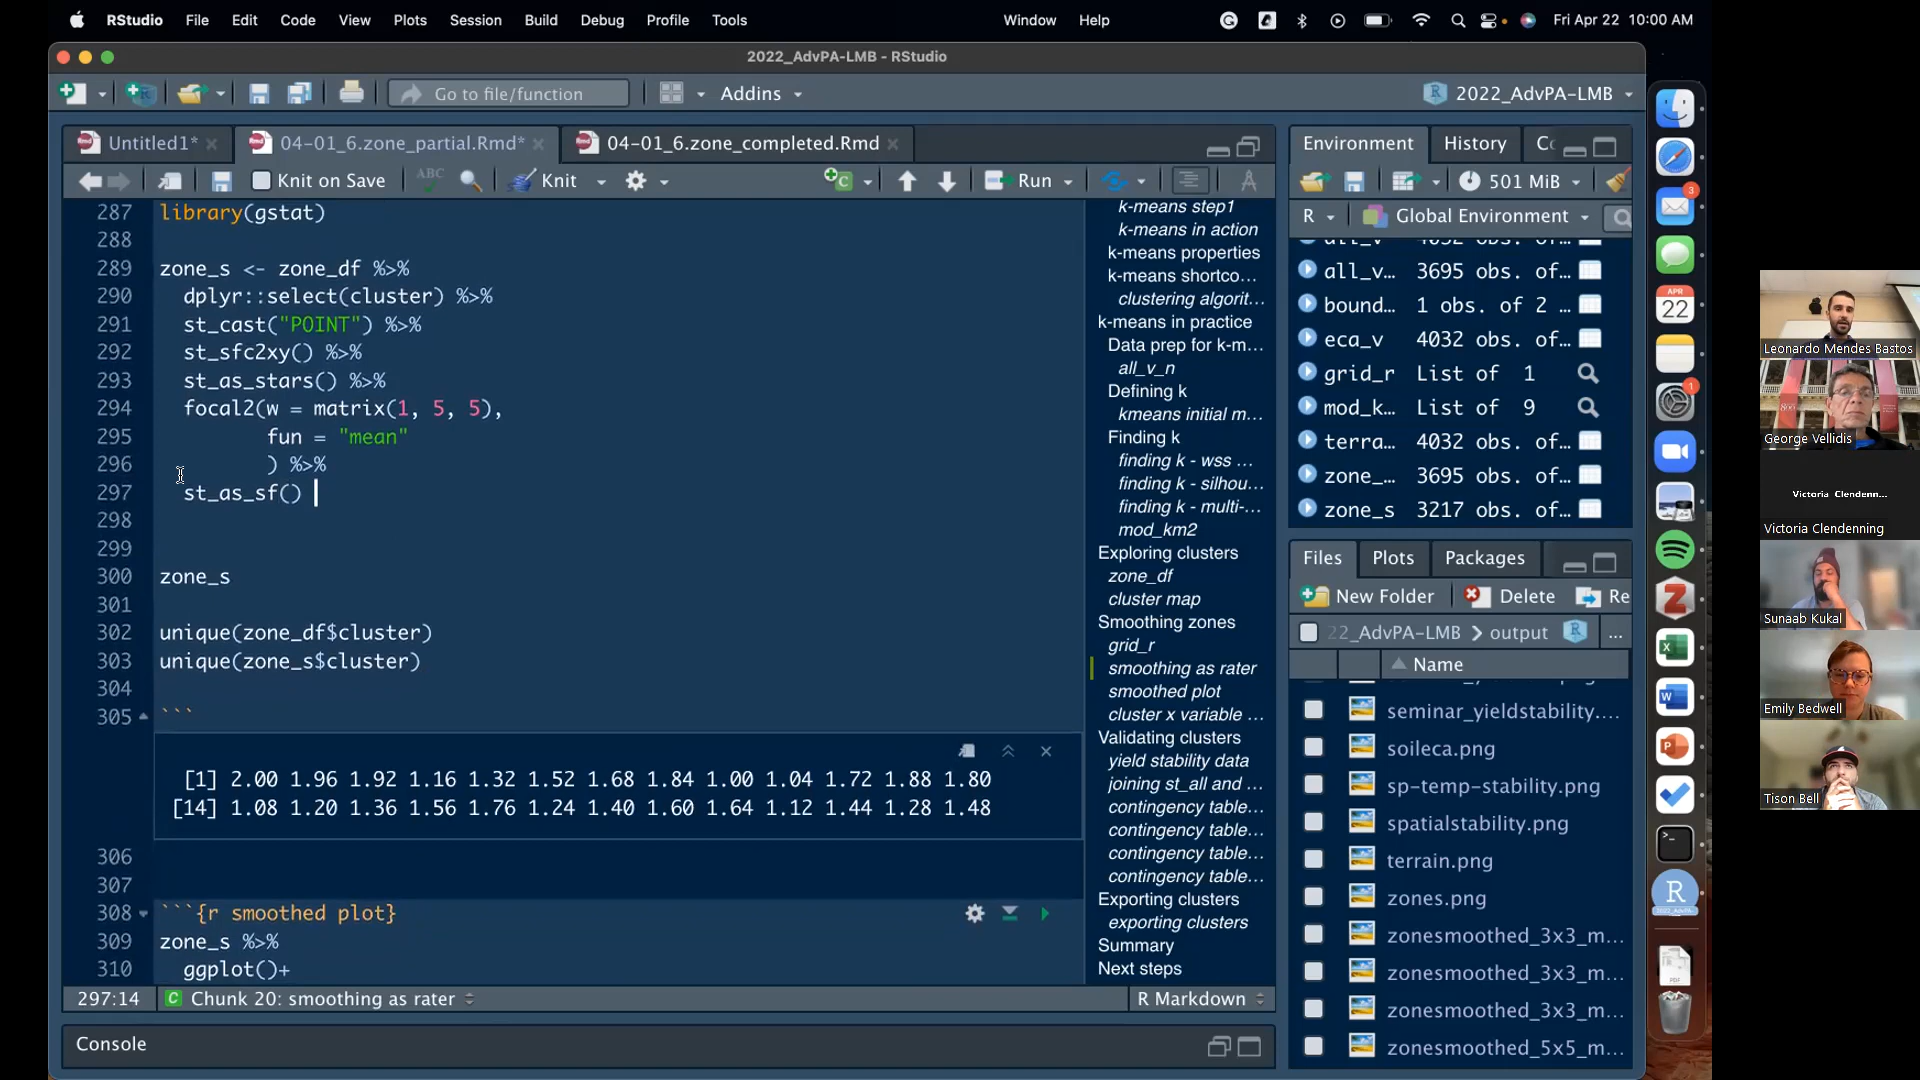 RStudio File Edit Code View Plots Session Build Debug Profile Tools Window Help Fri Apr 22 10:00 AM
2022_AdvPA-LMB - RStudio
Go to file/function Addins 2022_AdvPA-LMB
Untitled1* 04-01_6.zone_partial.Rmd* 04-01_6.zone_completed.Rmd
Knit on Save ABC Knit Run
287 library(gstat)
288
289 zone_s <- zone_df %>%
290 dplyr::select(cluster) %>%
291 st_cast("POINT") %>%
292 st_sfc2xy() %>%
293 st_as_stars() %>%
294 focal2(w = matrix(1, 5, 5),
295 fun = "mean"
296 ) %>%
297 st_as_sf()
298
299
300 zone_s
301
302 unique(zone_df$cluster)
303 unique(zone_s$cluster)
304
305 ```
[1] 2.00 1.96 1.92 1.16 1.32 1.52 1.68 1.84 1.00 1.04 1.72 1.88 1.80
[14] 1.08 1.20 1.36 1.56 1.76 1.24 1.40 1.60 1.64 1.12 1.44 1.28 1.48
306
307
308 ```{r smoothed plot}
309 zone_s %>%
310 ggplot()+
297:14 Chunk 20: smoothing as rater R Markdown
Console
k-means step1
k-means in action
k-means properties
k-means shortco...
clustering algorit...
k-means in practice
Data prep for k-m...
all_v_n
Defining k
kmeans initial m...
Finding k
finding k - wss ...
finding k - silhou...
finding k - multi-...
mod_km2
Exploring clusters
zone_df
cluster map
Smoothing zones
grid_r
smoothing as rater
smoothed plot
cluster x variable ...
Validating clusters
yield stability data
joining st_all and ...
contingency table...
contingency table...
contingency table...
contingency table...
Exporting clusters
exporting clusters
Summary
Next steps
Environment History
501 MiB
R Global Environment
all_v... 3695 obs. of...
bound... 1 obs. of 2 ...
eca_v 4032 obs. of...
grid_r List of 1
mod_k... List of 9
terra... 4032 obs. of...
zone_... 3695 obs. of...
zone_s 3217 obs. of...
Files Plots Packages
New Folder Delete Re
22_AdvPA-LMB output ...
Name
seminar_yieldstability....
soileca.png
sp-temp-stability.png
spatialstability.png
terrain.png
zones.png
zonesmoothed_3x3_m...
zonesmoothed_3x3_m...
zonesmoothed_3x3_m...
zonesmoothed_5x5_m...
3
APR
22
1
Leonardo Mendes Bastos
George Vellidis
Victoria Clendenn...
Victoria Clendenning
Sunaab Kukal
Emily Bedwell
Tison Bell